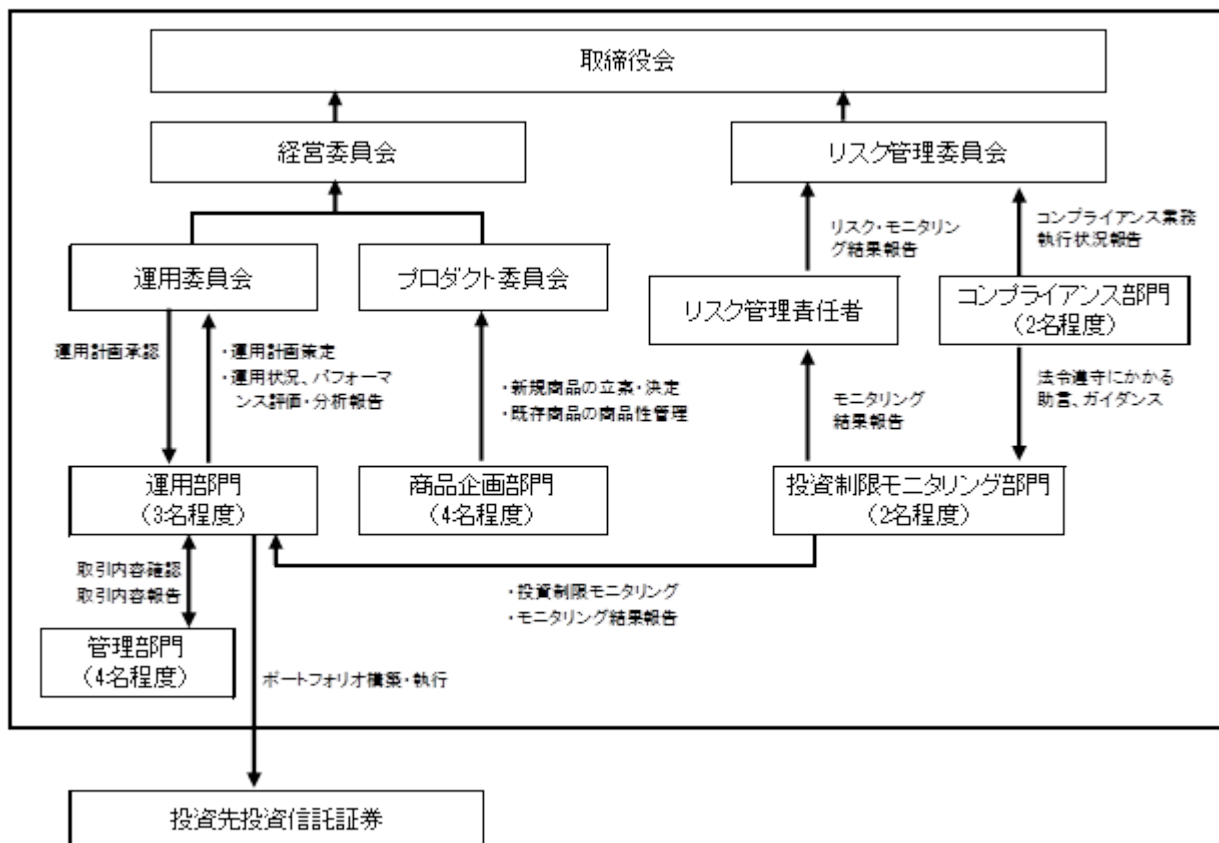 取締役会
経営委員会
リスク管理委員会
リスク・モニタリン
グ結果報告
コンプライアンス業務
執行状況報告
運用委員会
プロダクト委員会
リスク管理責任者
コンプライアンス部門
(2名程度)
運用計画承認
・運用計画策定
・運用状況、パフォーマ
ンス評価・分析報告
・新規商品の立案・決定
・既存商品の商品性管理
モニタリング
結果報告
法令遵守にかかる
助言、ガイダンス
運用部門
(3名程度)
商品企画部門
(4名程度)
投資制限モニタリング部門
(2名程度)
取引内容確認
取引内容報告
・投資制限モニタリング
・モニタリング結果報告
管理部門
(4名程度)
ポートフォリオ構築・執行
投資先投資信託証券